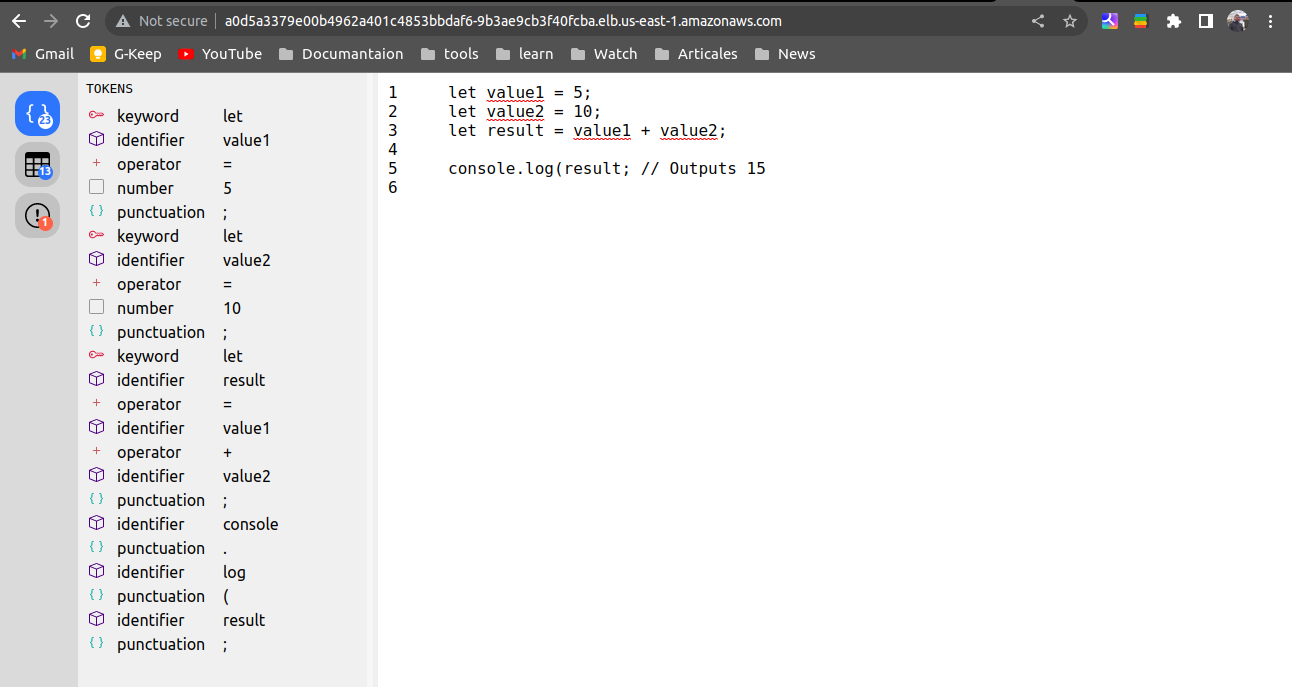 Not secure a0d5a3379e00b4962a401c4853bbdaf6-9b3ae9cb3f40fcba.elb.us-east-1.amazonaws.com
Gmail G-Keep YouTube Documantaion tools learn Watch Articales News
{ } 23
13
! 1
TOKENS
keyword let
identifier value1
operator =
number 5
{ } punctuation ;
keyword let
identifier value2
operator =
number 10
{ } punctuation ;
keyword let
identifier result
operator =
identifier value1
operator +
identifier value2
{ } punctuation ;
identifier console
{ } punctuation .
identifier log
{ } punctuation (
identifier result
{ } punctuation ;
1 let value1 = 5;
2 let value2 = 10;
3 let result = value1 + value2;
4
5 console.log(result; // Outputs 15
6